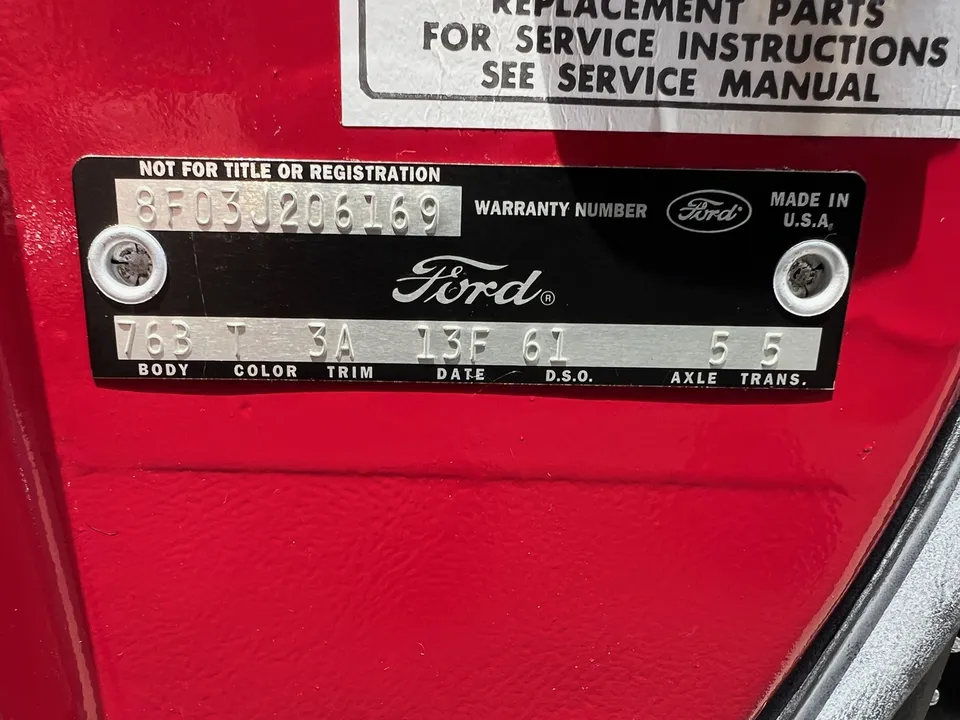 REPLACEMENT PARTS
FOR SERVICE INSTRUCTIONS
SEE SERVICE MANUAL
NOT FOR TITLE OR REGISTRATION
8F03J206169 WARRANTY NUMBER Ford® MADE IN
U.S.A.
Ford®
76B T 3A 13F 61 5 5
BODY COLOR TRIM DATE D.S.O. AXLE TRANS.